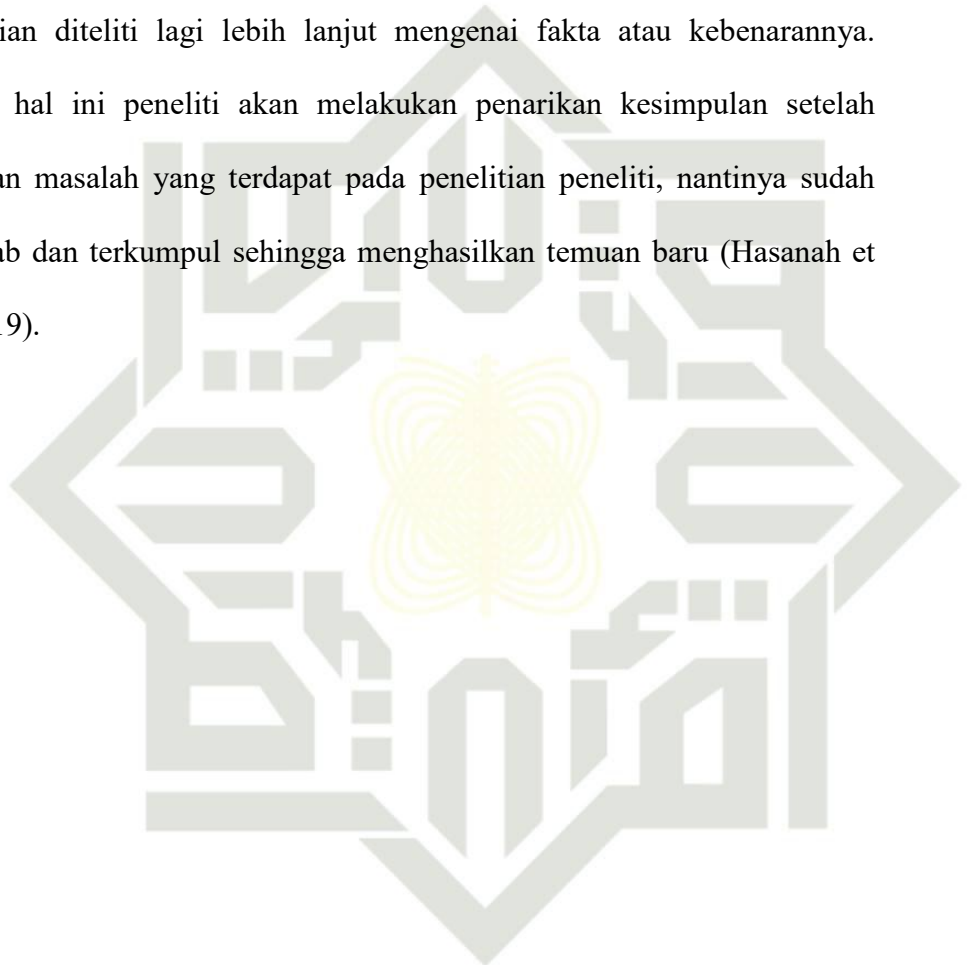 ian diteliti lagi lebih lanjut mengenai fakta atau kebenarannya.
hal ini peneliti akan melakukan penarikan kesimpulan setelah
an masalah yang terdapat pada penelitian peneliti, nantinya sudah
ab dan terkumpul sehingga menghasilkan temuan baru (Hasanah et
19).